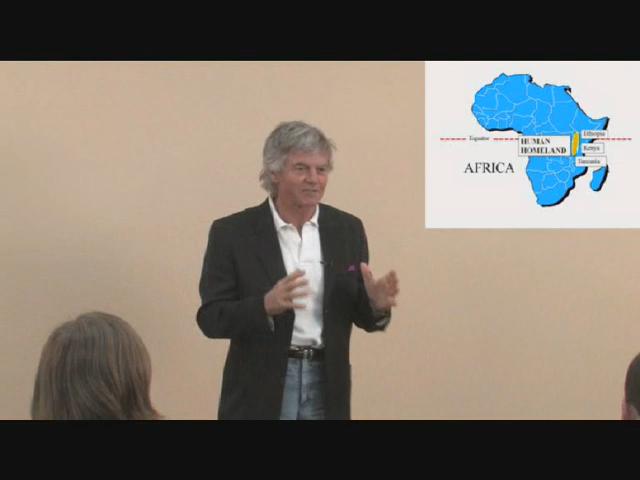 Ethiopia
Equator
HUMAN
HOMELAND
Kenya
Tanzania
AFRICA